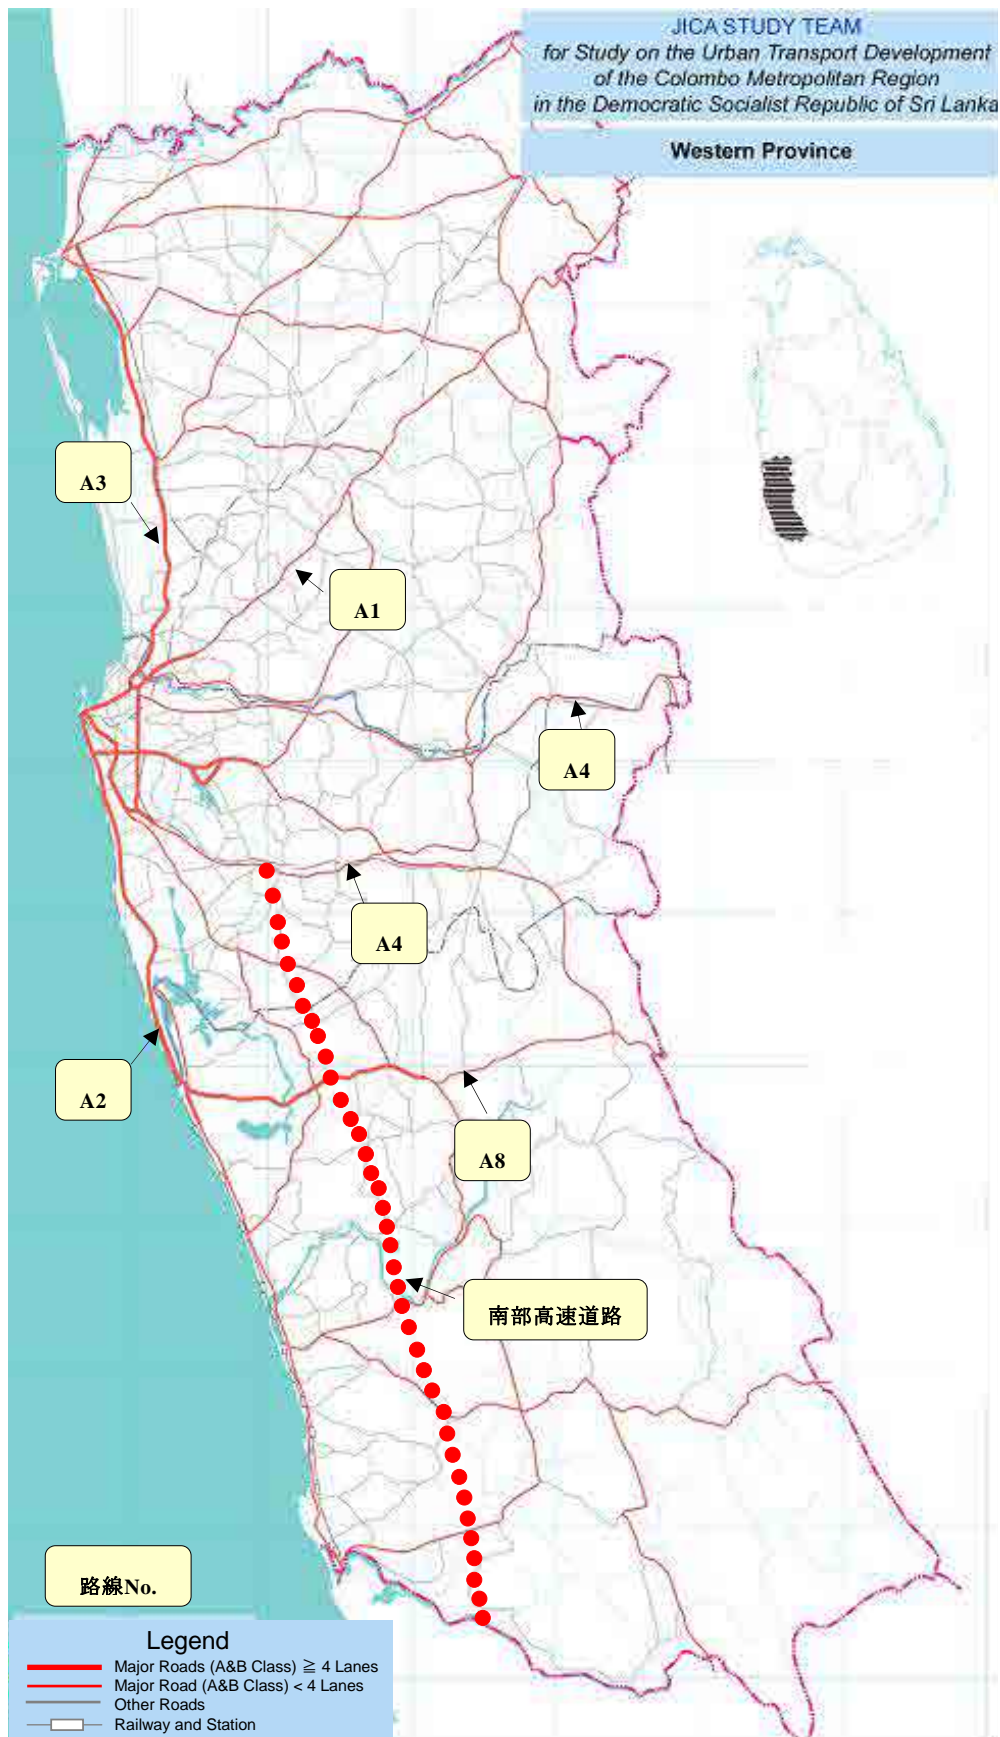 JICA STUDY TEAM
for Study on the Urban Transport Development
of the Colombo Metropolitan Region
in the Democratic Socialist Republic of Sri Lanka
Western Province
A3
A1
A4
A4
A2
A8
南部高速道路
路線No.
Legend
Major Roads (A&B Class) ≧ 4 Lanes
Major Road (A&B Class) < 4 Lanes
Other Roads
Railway and Station